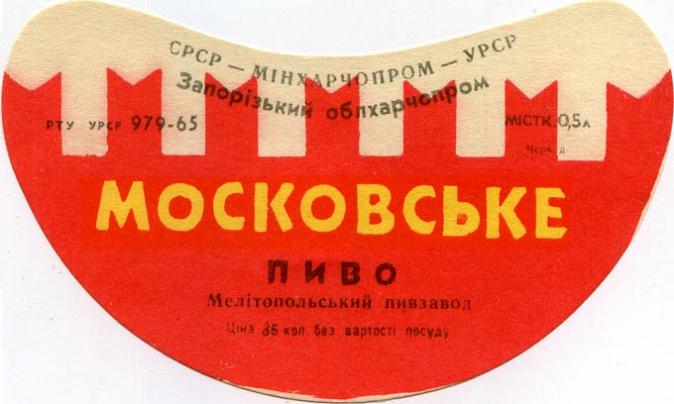 СРСР — МІНХАРЧОПРОМ — УРСР
Запорізький облхарчопром
РТУ УРСР 979-65
МІСТК. 0,5л
МОСКОВСЬКЕ
ПИВО
Мелітопольський пивзавод
Ціна 36 коп. без вартості посуду